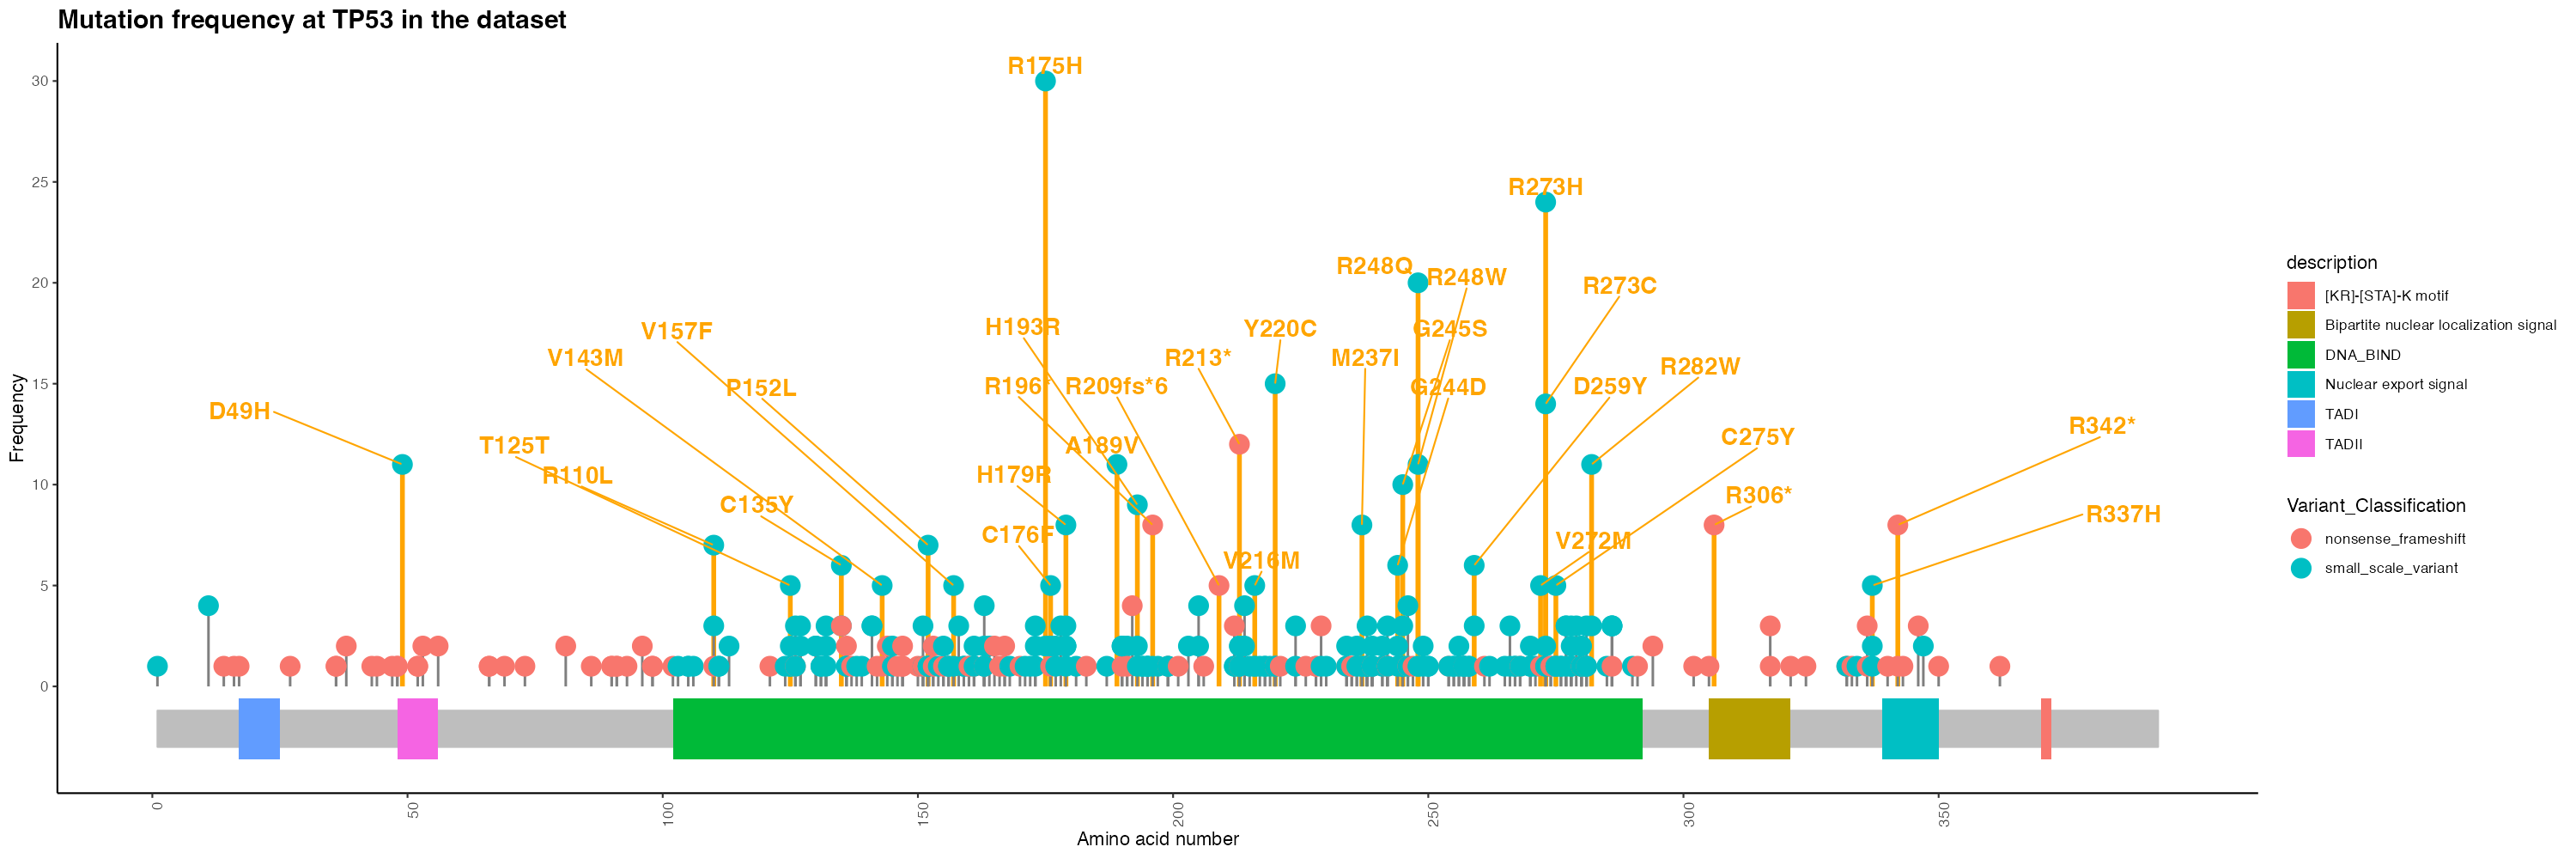 Mutation frequency at TP53 in the dataset
R175H
30
25
R273H
20
R248Q
R248W
R273C
V157F
H193R
Y220C
G245S
V143M
R213*
M237I
R282W
15
P152L
R196*
R209fs*6
G244D
D259Y
D49H
R342*
T125T
A189V
C275Y
R110L
H179R
10
C135Y
R306*
R337H
C176F
V272M
V216M
5
0
Frequency
0
50
100
150
200
250
300
350
Amino acid number
description
[KR]-[STA]-K motif
Bipartite nuclear localization signal
DNA_BIND
Nuclear export signal
TADI
TADII
Variant_Classification
nonsense_frameshift
small_scale_variant